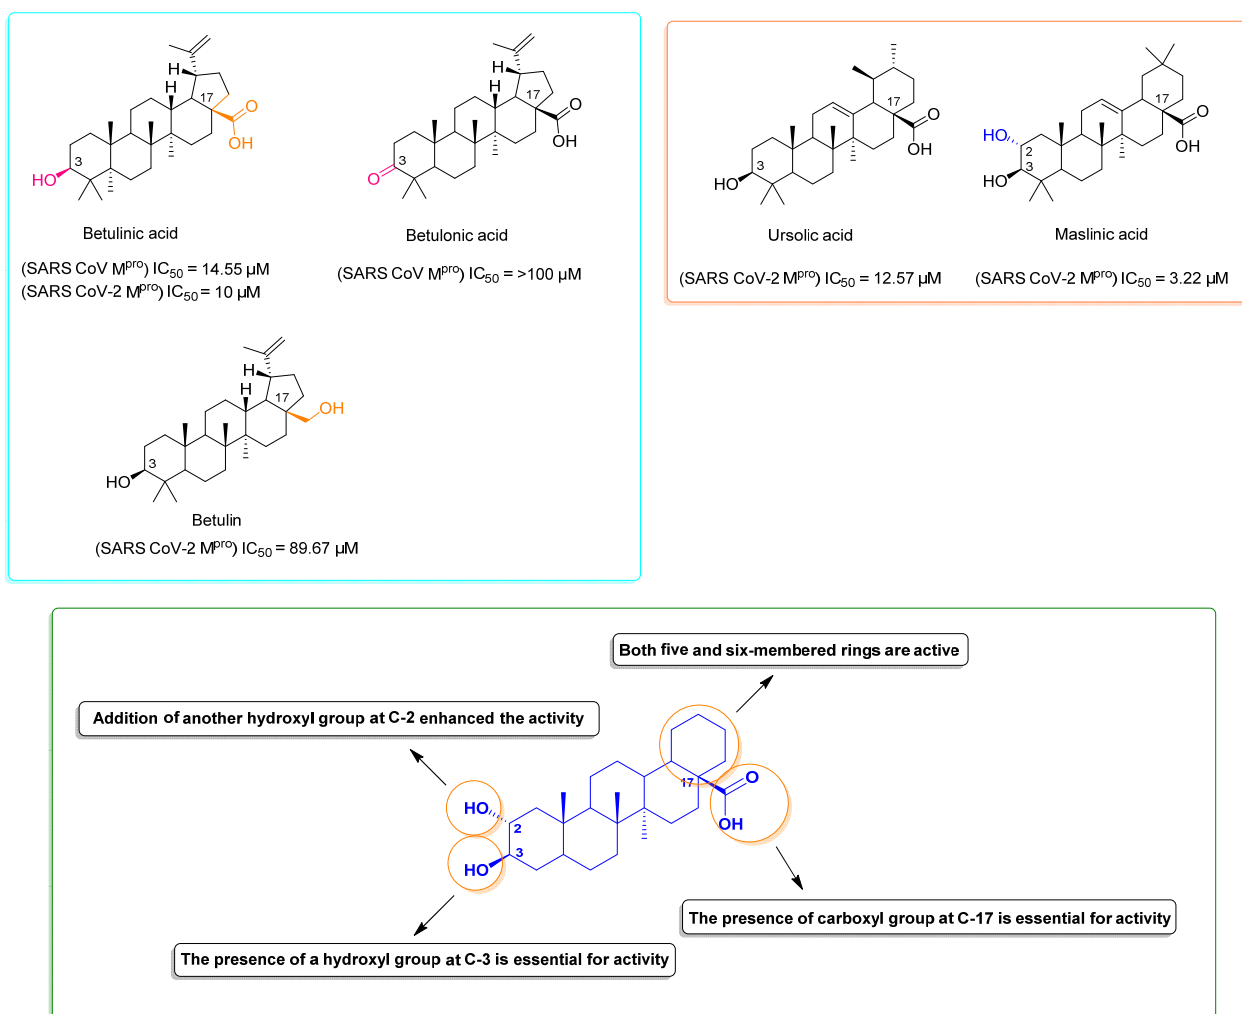 H
H
17
O
OH
3
HO
Betulinic acid
(SARS CoV Mpro) IC50 = 14.55 µM
(SARS CoV-2 Mpro) IC50 = 10 µM
H
H
17
O
OH
3
O
Betulonic acid
(SARS CoV Mpro) IC50 = >100 µM
H
H
17
OH
3
HO
Betulin
(SARS CoV-2 Mpro) IC50 = 89.67 µM
17
O
OH
3
HO
Ursolic acid
(SARS CoV-2 Mpro) IC50 = 12.57 µM
17
O
OH
HO
2
3
HO
Maslinic acid
(SARS CoV-2 Mpro) IC50 = 3.22 µM
Both five and six-membered rings are active
Addition of another hydroxyl group at C-2 enhanced the activity
17
O
OH
HO
2
3
HO
The presence of carboxyl group at C-17 is essential for activity
The presence of a hydroxyl group at C-3 is essential for activity